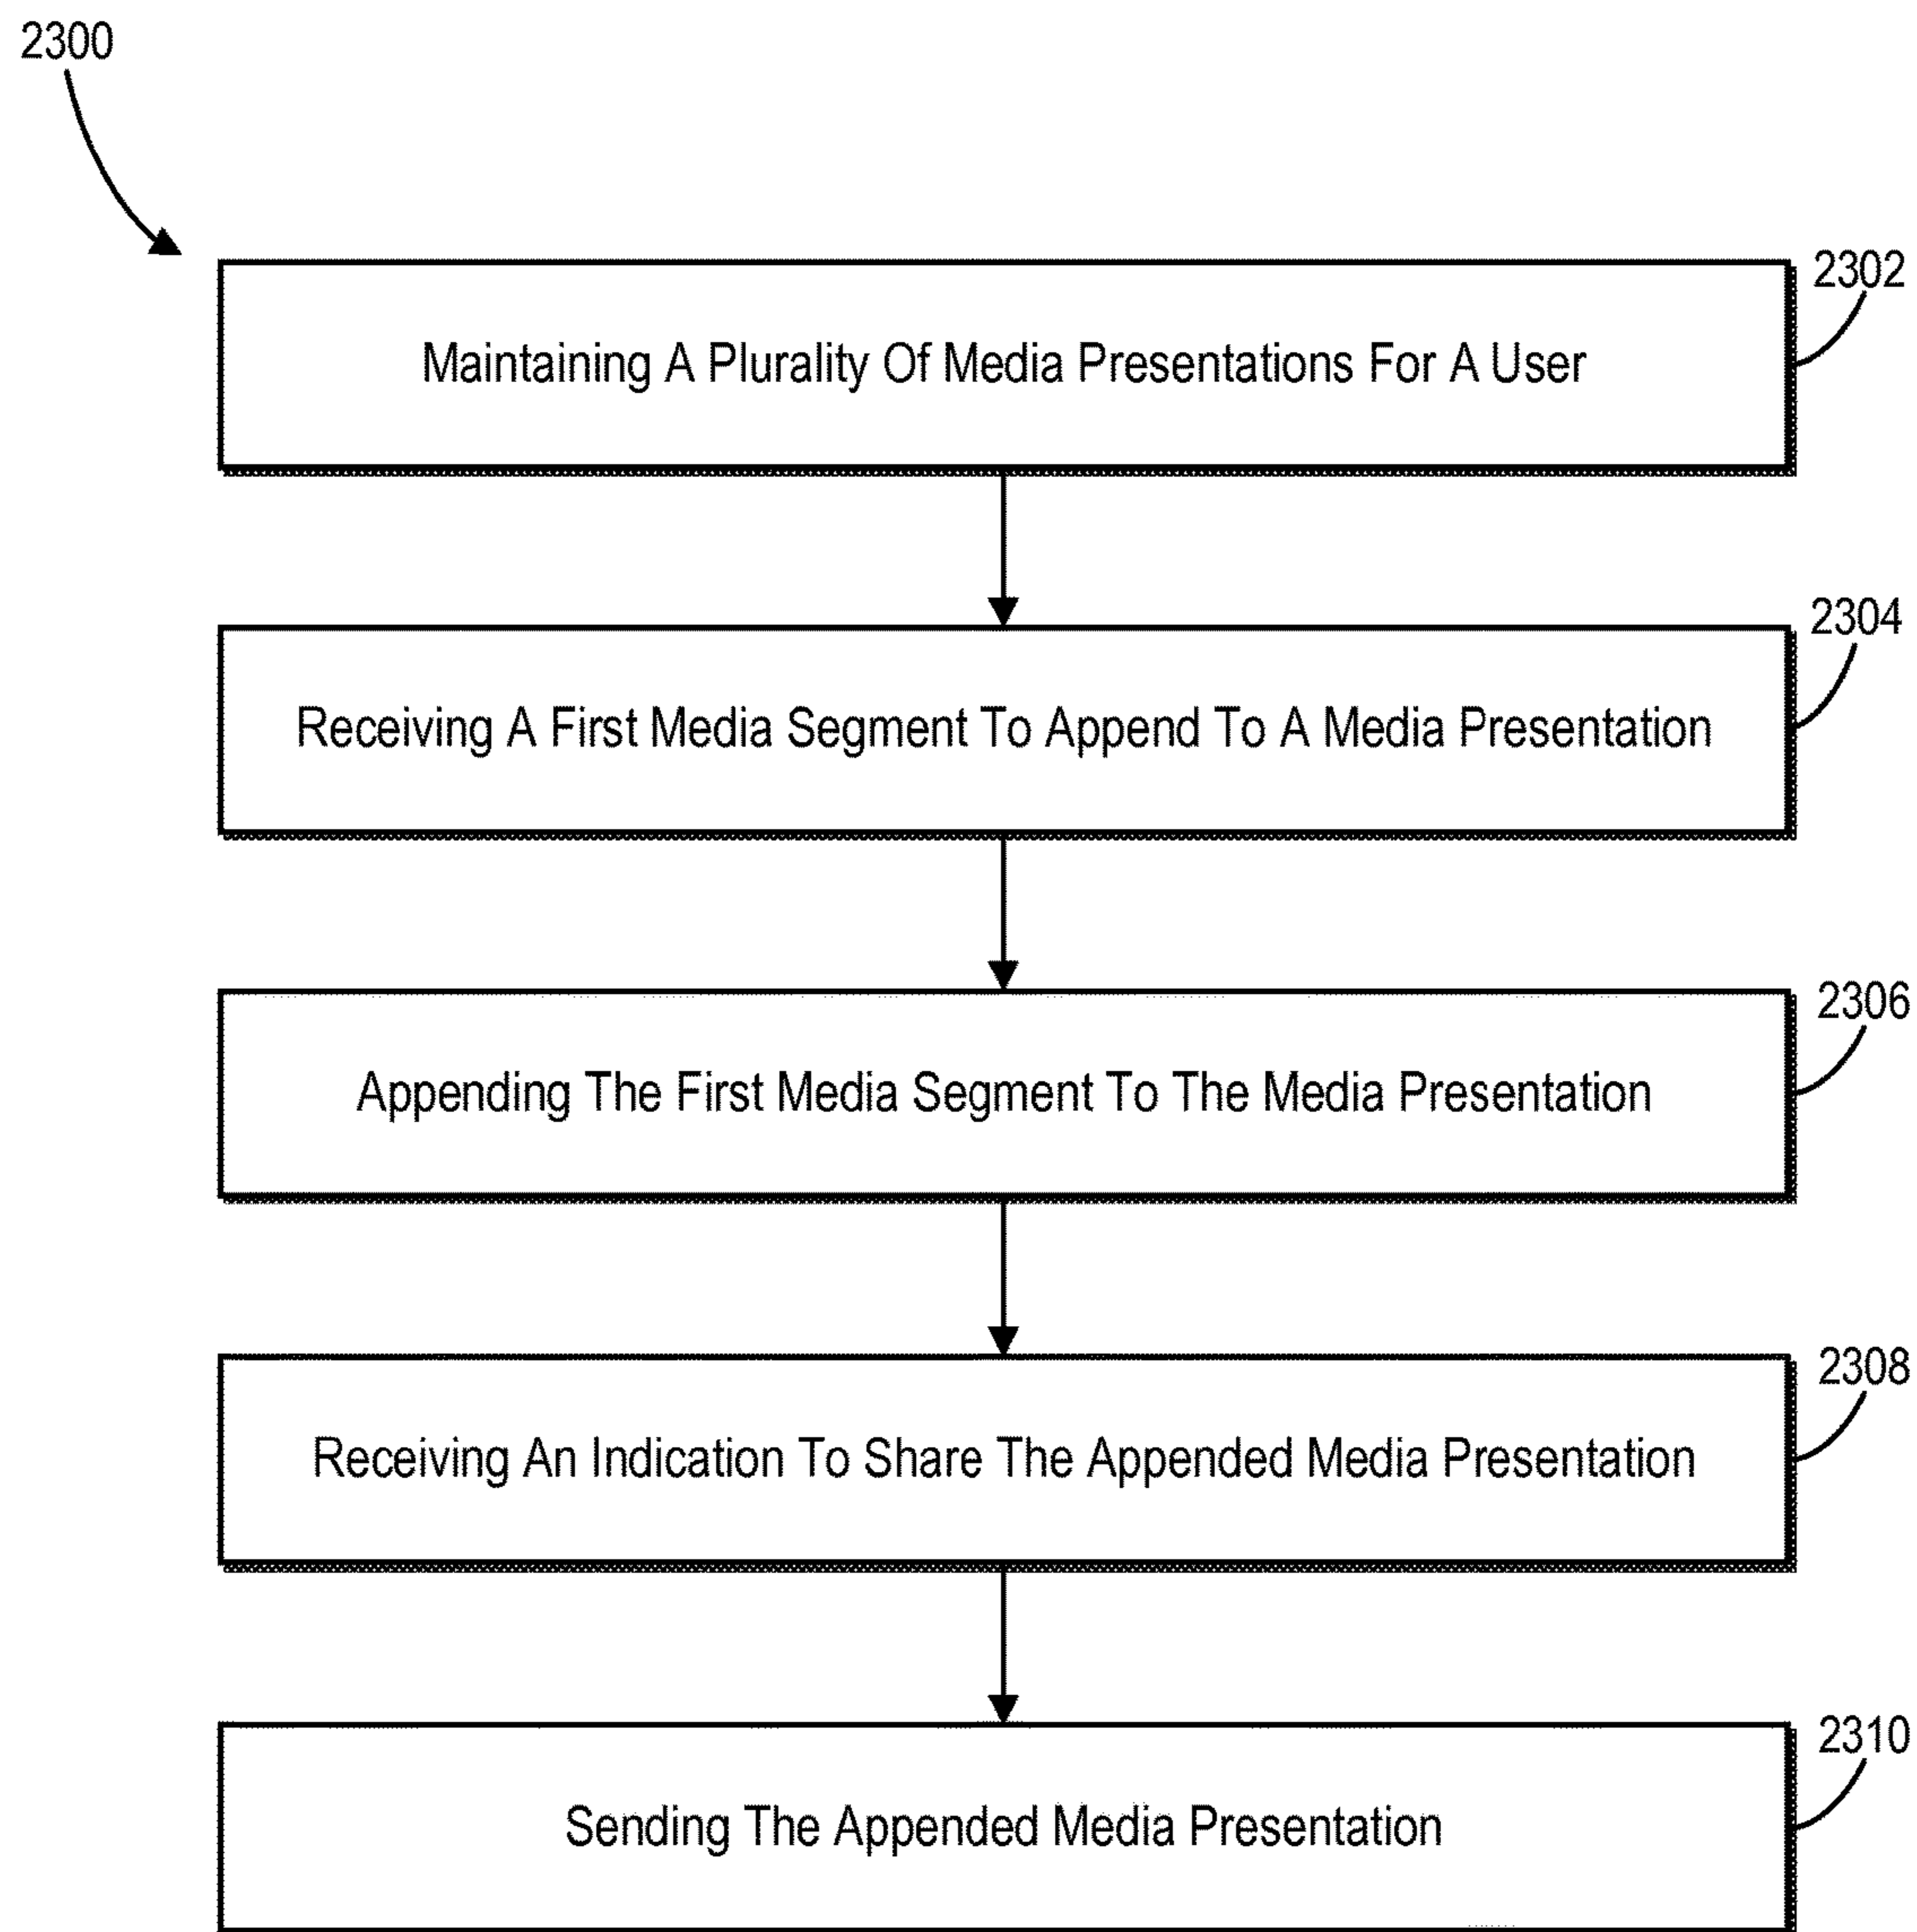 2300
2302
Maintaining A Plurality Of Media Presentations For A User
2304
Receiving A First Media Segment To Append To A Media Presentation
2306
Appending The First Media Segment To The Media Presentation
2308
Receiving An Indication To Share The Appended Media Presentation
2310
Sending The Appended Media Presentation